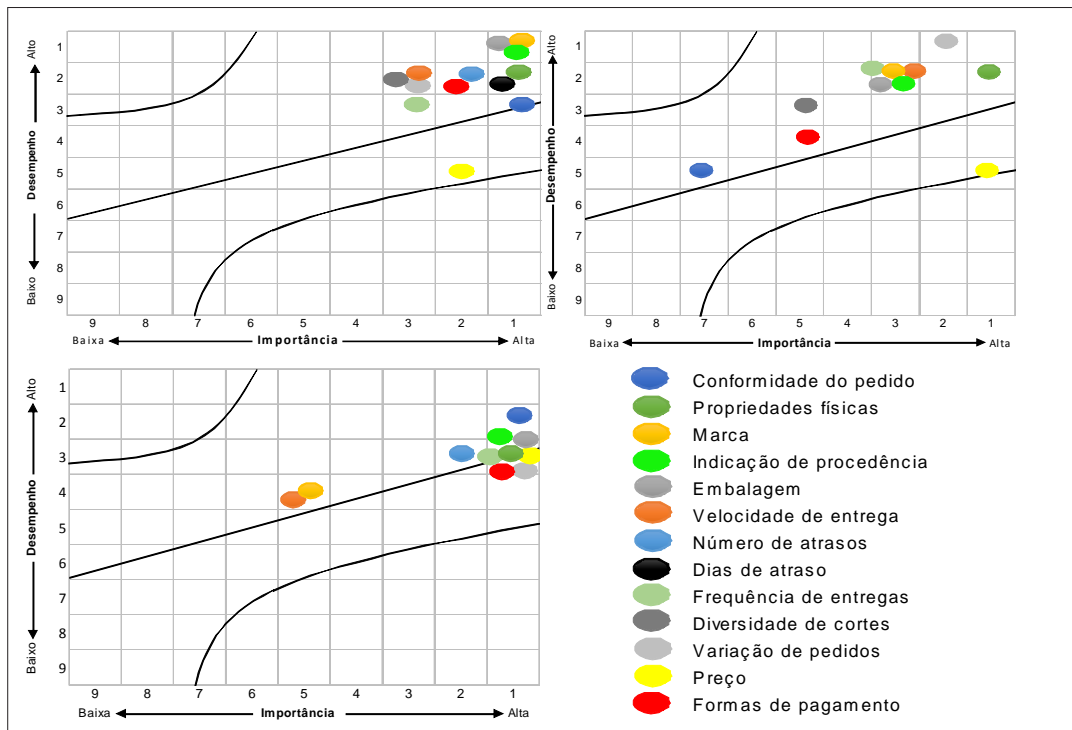 Alto
Desempenho
Baixo
1
2
3
4
5
6
7
8
9
9 8 7 6 5 4 3 2 1
Baixa Importância Alta
Alto
Desempenho
Baixo
1
2
3
4
5
6
7
8
9
9 8 7 6 5 4 3 2 1
Baixa Importância Alta
Alto
Desempenho
Baixo
1
2
3
4
5
6
7
8
9
9 8 7 6 5 4 3 2 1
Baixa Importância Alta
Conformidade do pedido
Propriedades físicas
Marca
Indicação de procedência
Embalagem
Velocidade de entrega
Número de atrasos
Dias de atraso
Frequência de entregas
Diversidade de cortes
Variação de pedidos
Preço
Formas de pagamento